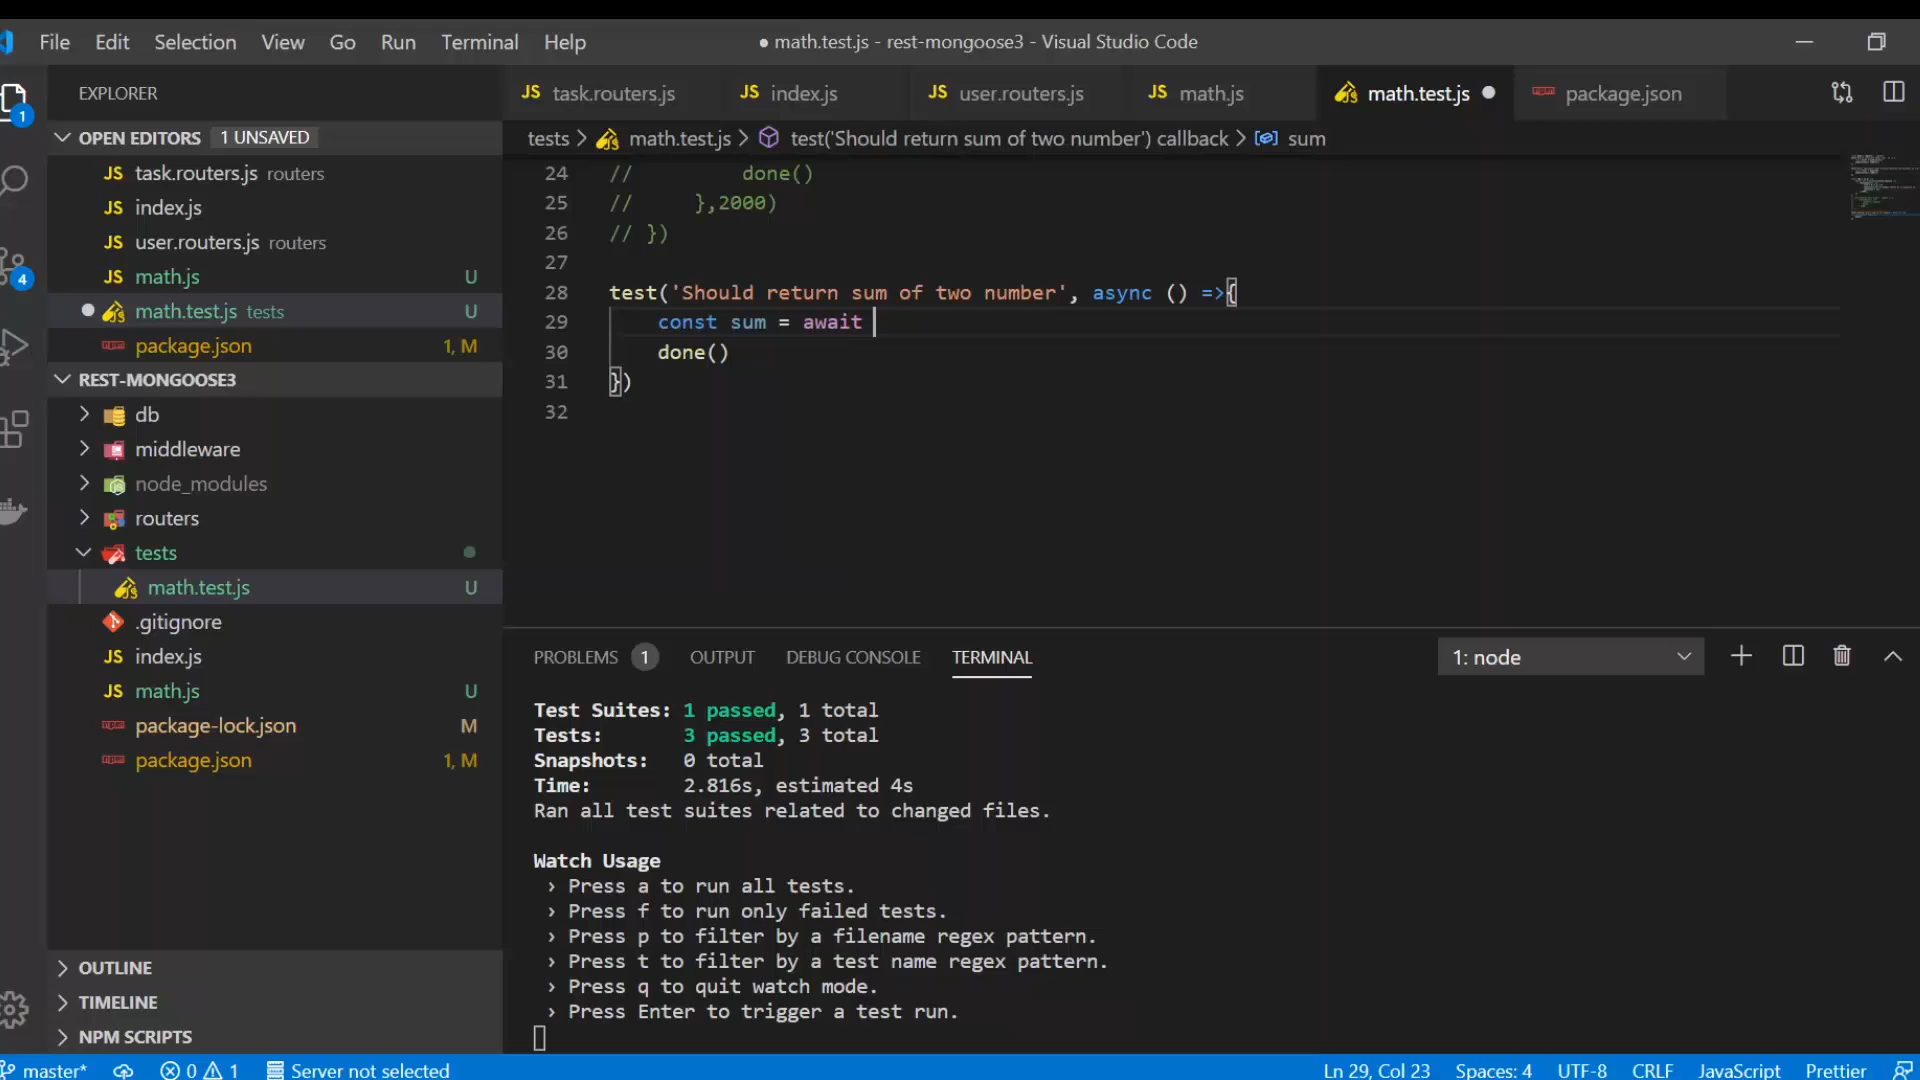 File Edit Selection View Go Run Terminal Help ● math.test.js - rest-mongoose3 - Visual Studio Code
EXPLORER
JS task.routers.js JS index.js JS user.routers.js JS math.js math.test.js ● package.json
1
OPEN EDITORS 1 UNSAVED
tests > math.test.js > test('Should return sum of two number') callback > sum
JS task.routers.js routers
JS index.js
JS user.routers.js routers
JS math.js U
4
math.test.js tests U
package.json 1, M
REST-MONGOOSE3
db
middleware
node_modules
routers
tests
math.test.js U
.gitignore
JS index.js
JS math.js U
package-lock.json M
package.json 1, M
OUTLINE
TIMELINE
NPM SCRIPTS
24 // done()
25 // },2000)
26 // })
27
28 test('Should return sum of two number', async () =>{
29 const sum = await
30 done()
31 })
32
PROBLEMS 1 OUTPUT DEBUG CONSOLE TERMINAL 1: node
Test Suites: 1 passed, 1 total
Tests: 3 passed, 3 total
Snapshots: 0 total
Time: 2.816s, estimated 4s
Ran all test suites related to changed files.
Watch Usage
› Press a to run all tests.
› Press f to run only failed tests.
› Press p to filter by a filename regex pattern.
› Press t to filter by a test name regex pattern.
› Press q to quit watch mode.
› Press Enter to trigger a test run.
master* 0 1 Server not selected Ln 29, Col 23 Spaces: 4 UTF-8 CRLF JavaScript Prettier